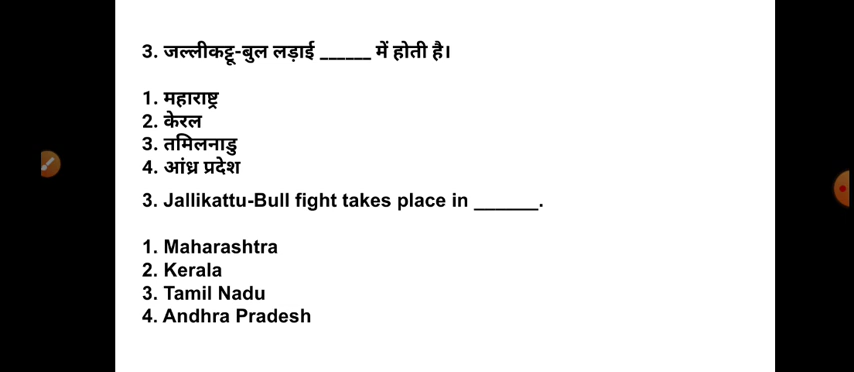 3. जल्लीकट्टू-बुल लड़ाई ______ में होती है।
1. महाराष्ट्र
2. केरल
3. तमिलनाडु
4. आंध्र प्रदेश
3. Jallikattu-Bull fight takes place in _______.
1. Maharashtra
2. Kerala
3. Tamil Nadu
4. Andhra Pradesh